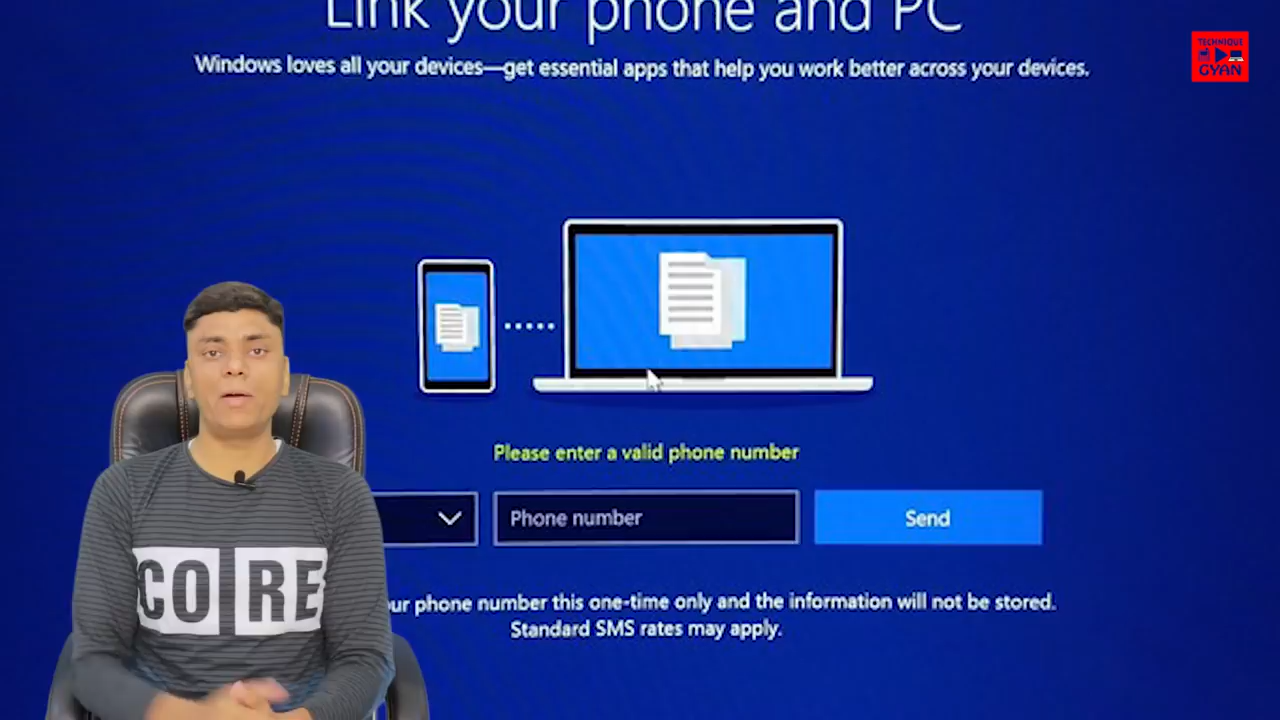 Link your phone and PC
Windows loves all your devices—get essential apps that help you work better across your devices.
TECHNIQUE
GYAN
Please enter a valid phone number
Phone number
Send
phone number this one-time only and the information will not be stored.
Standard SMS rates may apply.
CORE